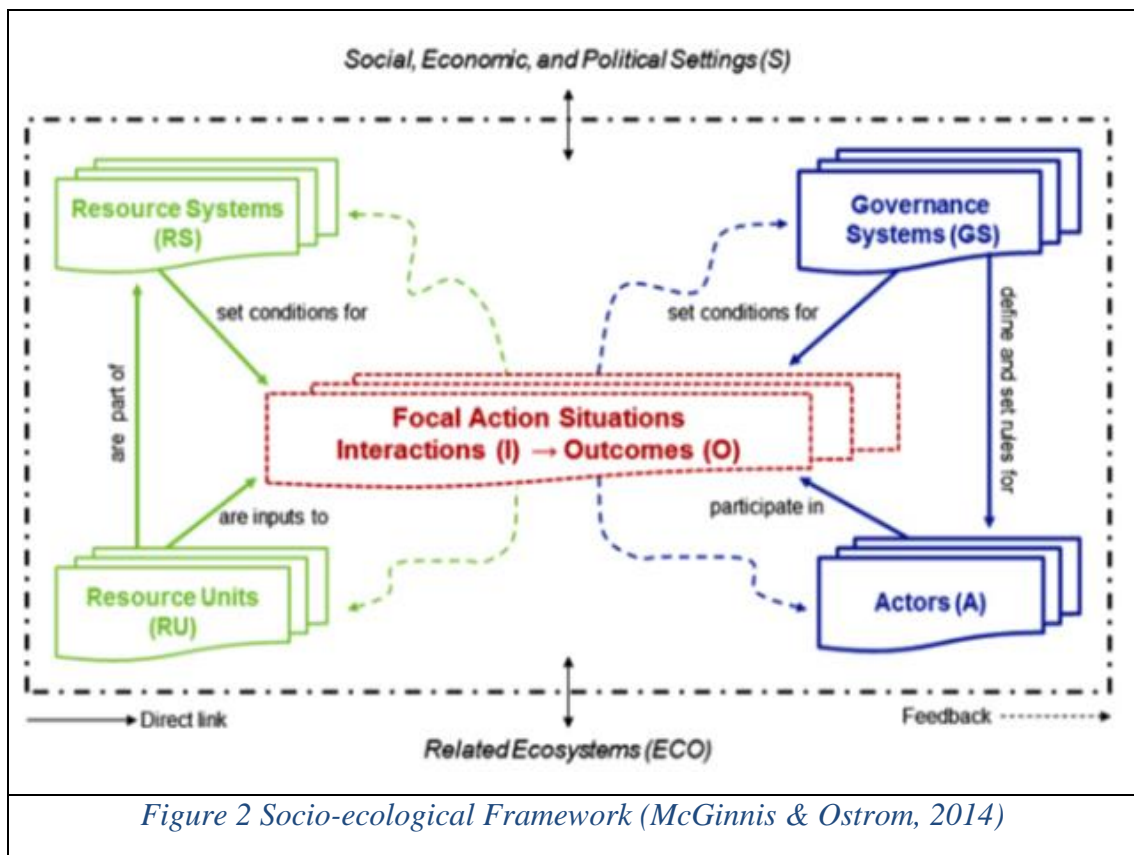 Social, Economic, and Political Settings (S)
Resource Systems
(RS)
Governance
Systems (GS)
set conditions for
set conditions for
are part of
define and set rules for
Focal Action Situations
Interactions (I) → Outcomes (O)
are inputs to
participate in
Resource Units
(RU)
Actors (A)
Direct link
Feedback
Related Ecosystems (ECO)
Figure 2 Socio-ecological Framework (McGinnis & Ostrom, 2014)